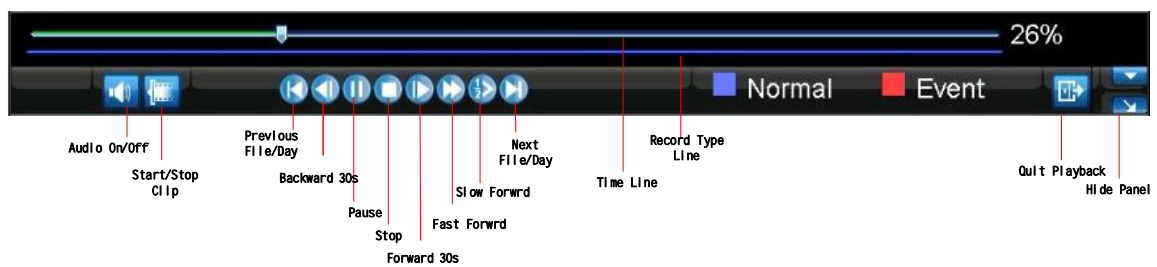 26%
Normal
Event
Audio On/Off
Start/Stop
Clip
Previous
File/Day
Backward 30s
Pause
Stop
Forward 30s
Fast Forwrd
Slow Forwrd
Next
File/Day
Time Line
Record Type
Line
Quit Playback
Hide Panel